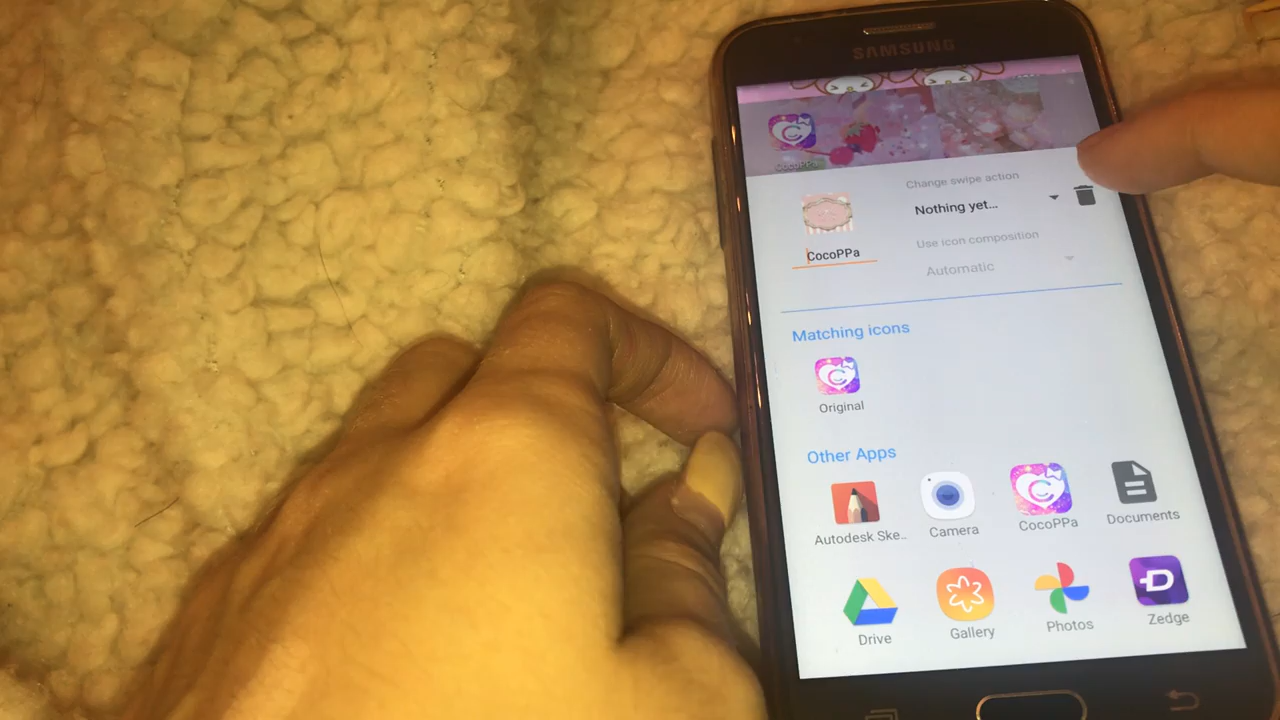 SAMSUNG
CocoPPa
Change swipe action
Nothing yet...
Use icon composition
CocoPPa
Automatic
Matching icons
Original
Other Apps
Autodesk Ske..
Camera
CocoPPa
Documents
Drive
Gallery
Photos
Zedge